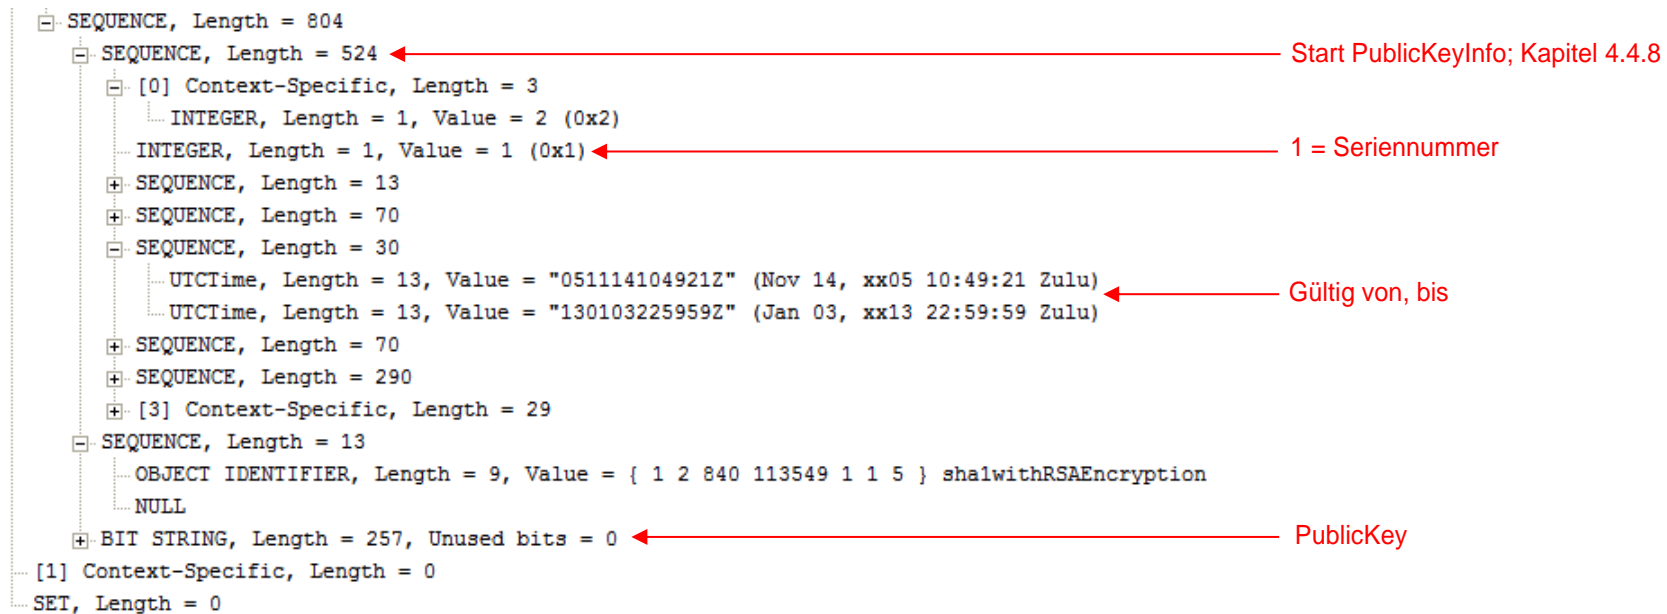 SEQUENCE, Length = 804
SEQUENCE, Length = 524 Start PublicKeyInfo; Kapitel 4.4.8
[0] Context-Specific, Length = 3
INTEGER, Length = 1, Value = 2 (0x2)
INTEGER, Length = 1, Value = 1 (0x1) 1 = Seriennummer
SEQUENCE, Length = 13
SEQUENCE, Length = 70
SEQUENCE, Length = 30
UTCTime, Length = 13, Value = "051114104921Z" (Nov 14, xx05 10:49:21 Zulu)
Gültig von, bis
UTCTime, Length = 13, Value = "130103225959Z" (Jan 03, xx13 22:59:59 Zulu)
SEQUENCE, Length = 70
SEQUENCE, Length = 290
[3] Context-Specific, Length = 29
SEQUENCE, Length = 13
OBJECT IDENTIFIER, Length = 9, Value = { 1 2 840 113549 1 1 5 } sha1withRSAEncryption
NULL
BIT STRING, Length = 257, Unused bits = 0 PublicKey
[1] Context-Specific, Length = 0
SET, Length = 0